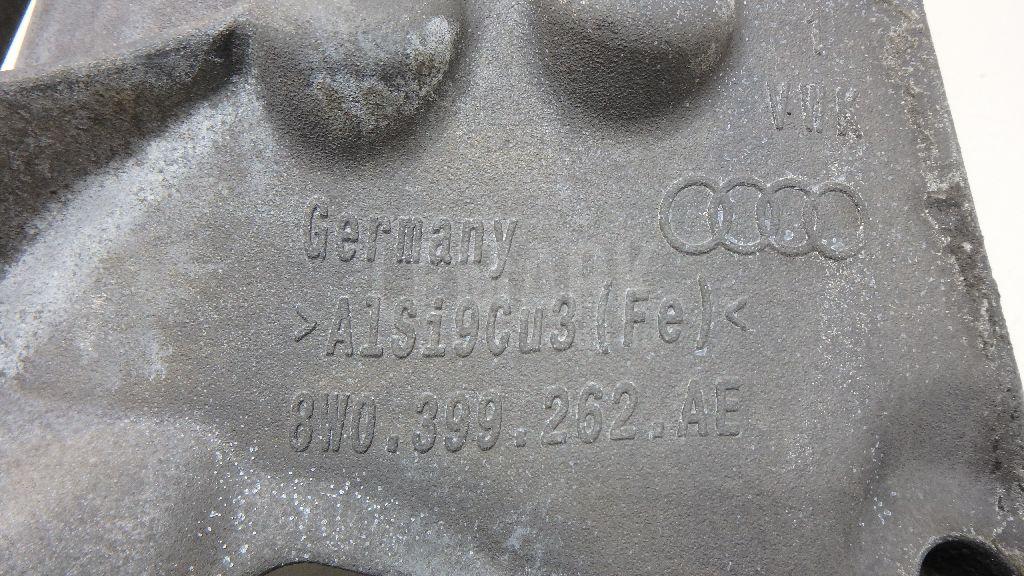 VWK
Germany
>AlSi9Cu3(Fe)<
8W0.399.262.AE